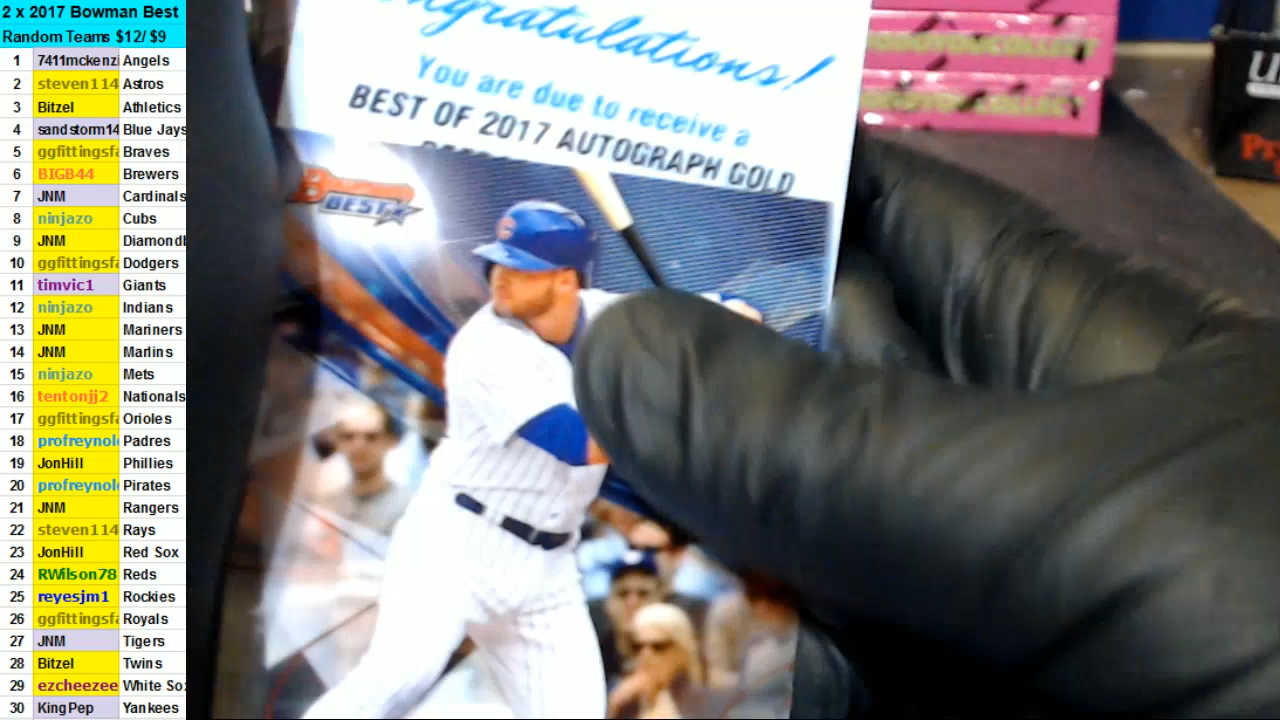 2 x 2017 Bowman Best
Random Teams $12/ $9
1 7411mckenzi Angels
2 steven114 Astros
3 Bitzel Athletics
4 sandstorm14 Blue Jays
5 ggfittingsfa Braves
6 BIGB44 Brewers
7 JNM Cardinals
8 ninjazo Cubs
9 JNM Diamond
10 ggfittingsfa Dodgers
11 timvic1 Giants
12 ninjazo Indians
13 JNM Mariners
14 JNM Marlins
15 ninjazo Mets
16 tentonjj2 Nationals
17 ggfittingsfa Orioles
18 profreynol Padres
19 JonHill Phillies
20 profreynol Pirates
21 JNM Rangers
22 steven114 Rays
23 JonHill Red Sox
24 RWilson78 Reds
25 reyesjm1 Rockies
26 ggfittingsfa Royals
27 JNM Tigers
28 Bitzel Twins
29 ezcheezee White So
30 KingPep Yankees
ngratulations!
You are due to receive a
BEST OF 2017 AUTOGRAPH GOLD
Bowman
BEST
C